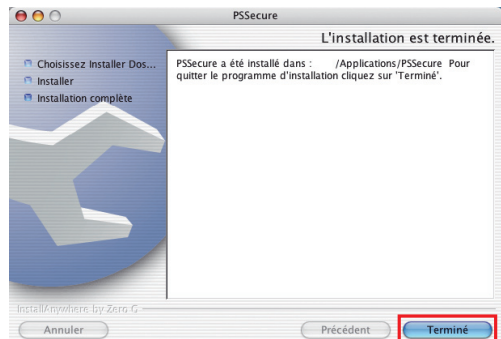 PSSecure
L'installation est terminée.
Choisissez Installer Dos...
Installer
Installation complète
PSSecure a été installé dans :    /Applications/PSSecure  Pour
quitter le programme d'installation cliquez sur 'Terminé'.
InstallAnywhere by Zero G
Annuler
Précédent
Terminé